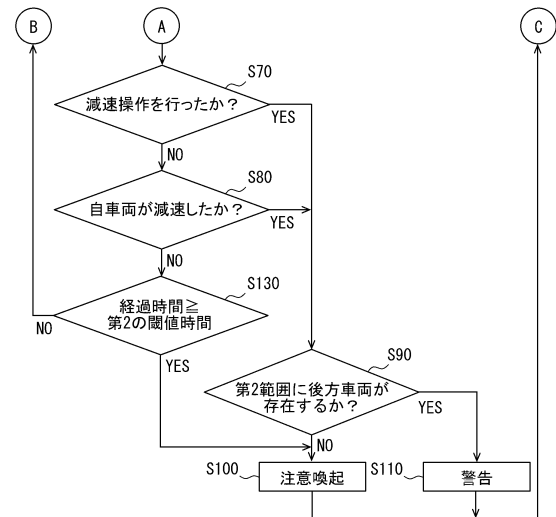 B
A
C
S70
減速操作を行ったか？
YES
NO
S80
自車両が減速したか？
YES
NO
S130
経過時間≧
第2の閾値時間
NO
YES
S90
第2範囲に後方車両が
存在するか？
YES
NO
S100
注意喚起
S110
警告